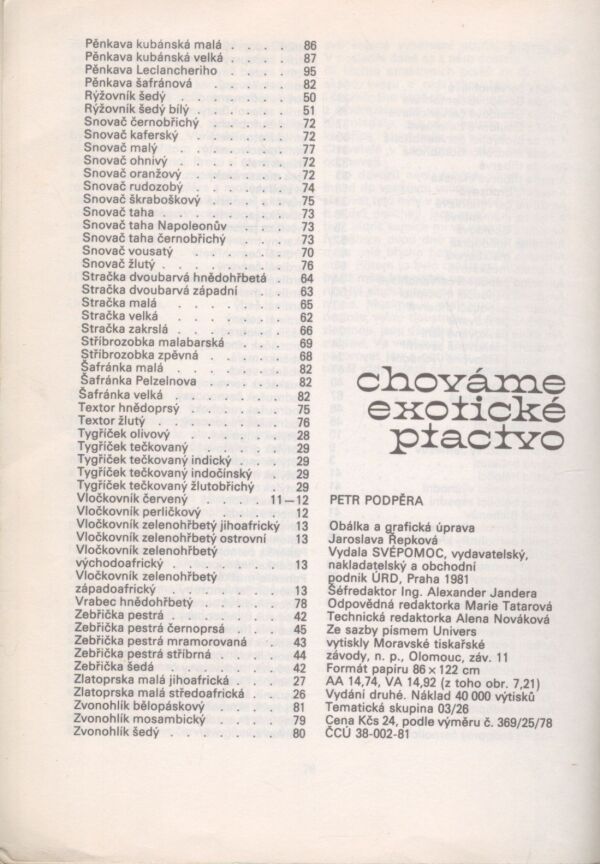 Pěnkava kubánská malá . . . . 86
Pěnkava kubánská velká . . . . 87
Pěnkava Leclancheriho . . . . 95
Pěnkava šafránová . . . . . 82
Rýžovník šedý . . . . . . . 50
Rýžovník šedý bílý . . . . . . 51
Snovač černobřichý . . . . . 72
Snovač kaferský . . . . . . 72
Snovač malý . . . . . . . 77
Snovač ohnivý . . . . . . . 72
Snovač oranžový . . . . . . 72
Snovač rudozobý . . . . . . 74
Snovač škraboškový . . . . . 75
Snovač taha . . . . . . . . 73
Snovač taha Napoleonův . . . 73
Snovač taha černobřichý . . . 73
Snovač vousatý . . . . . . 70
Snovač žlutý . . . . . . . . 76
Stračka dvoubarvá hnědohřbetá . 64
Stračka dvoubarvá západní . . 63
Stračka malá . . . . . . . 65
Stračka velká . . . . . . . 62
Stračka zakrslá . . . . . . . 66
Stříbrozobka malabarská . . . 69
Stříbrozobka zpěvná . . . . . 68
Šafránka malá . . . . . . . 82
Šafránka Pelzelnova . . . . . 82
Šafránka velká . . . . . . . 82
Textor hnědoprsý . . . . . . 75
Textor žlutý . . . . . . . . 76
Tygříček olivový . . . . . . 28
Tygříček tečkovaný . . . . . 29
Tygříček tečkovaný indický . . . 29
Tygříček tečkovaný indočínský . 29
Tygříček tečkovaný žlutobřichý . 29
Vločkovník červený . . . . 11—12
Vločkovník perličkový . . . . . 12
Vločkovník zelenohřbetý jihoafrický 13
Vločkovník zelenohřbetý ostrovní 13
Vločkovník zelenohřbetý
východoafrický . . . . . . . 13
Vločkovník zelenohřbetý
západoafrický . . . . . . . 13
Vrabec hnědohřbetý . . . . . 78
Zebřička pestrá . . . . . . . 42
Zebřička pestrá černoprsá . . . 45
Zebřička pestrá mramorovaná . 43
Zebřička pestrá stříbrná . . . . 44
Zebřička šedá . . . . . . . 42
Zlatoprska malá jihoafrická . . . 27
Zlatoprska malá středoafrická . . 26
Zvonohlík bělopáskový . . . . 81
Zvonohlík mosambický . . . . 79
Zvonohlík šedý . . . . . . . 80
chováme
exotické
ptactvo
PETR PODPĚRA
Obálka a grafická úprava
Jaroslava Řepková
Vydala SVÉPOMOC, vydavatelský,
nakladatelský a obchodní
podnik ÚRD, Praha 1981
Šéfredaktor Ing. Alexander Jandera
Odpovědná redaktorka Marie Tatarová
Technická redaktorka Alena Nováková
Ze sazby písmem Univers
vytiskly Moravské tiskařské
závody, n. p., Olomouc, záv. 11
Formát papíru 86 × 122 cm
AA 14,74, VA 14,92 (z toho obr. 7,21)
Vydání druhé. Náklad 40 000 výtisků
Tematická skupina 03/26
Cena Kčs 24, podle výměru č. 369/25/78
ČCÚ 38-002-81